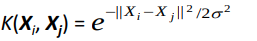 K(Xᵢ, Xⱼ) = e^{−||Xᵢ−Xⱼ||²/2σ²}